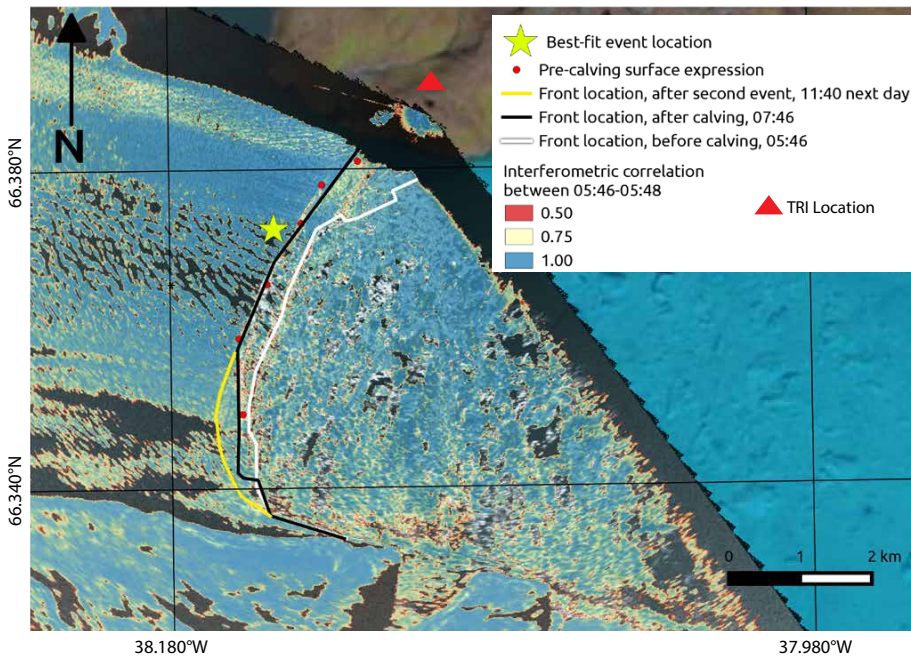 N
Best-fit event location
Pre-calving surface expression
Front location, after second event, 11:40 next day
Front location, after calving, 07:46
Front location, before calving, 05:46
Interferometric correlation
between 05:46-05:48
0.50
0.75
1.00
TRI Location
66.380°N
66.340°N
0 1 2 km
38.180°W 37.980°W